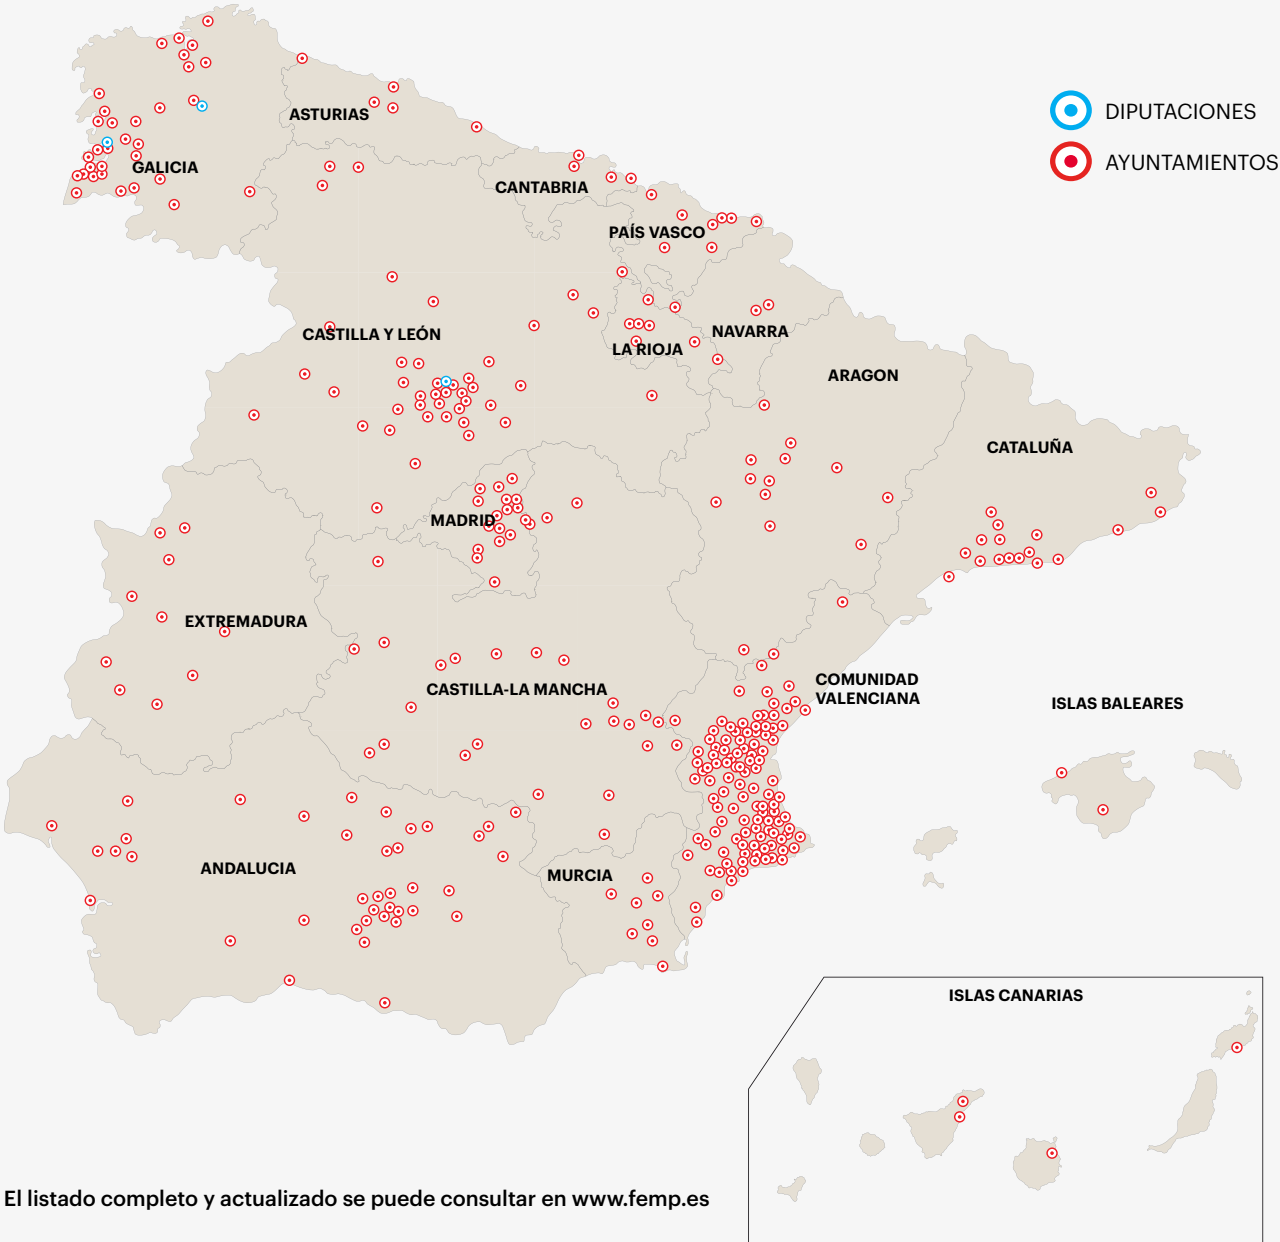 DIPUTACIONES
AYUNTAMIENTOS
ASTURIAS
GALICIA
CANTABRIA
PAÍS VASCO
CASTILLA Y LEÓN
NAVARRA
LA RIOJA
ARAGON
CATALUÑA
MADRID
EXTREMADURA
CASTILLA-LA MANCHA
COMUNIDAD
VALENCIANA
ISLAS BALEARES
ANDALUCIA
MURCIA
ISLAS CANARIAS
El listado completo y actualizado se puede consultar en www.femp.es